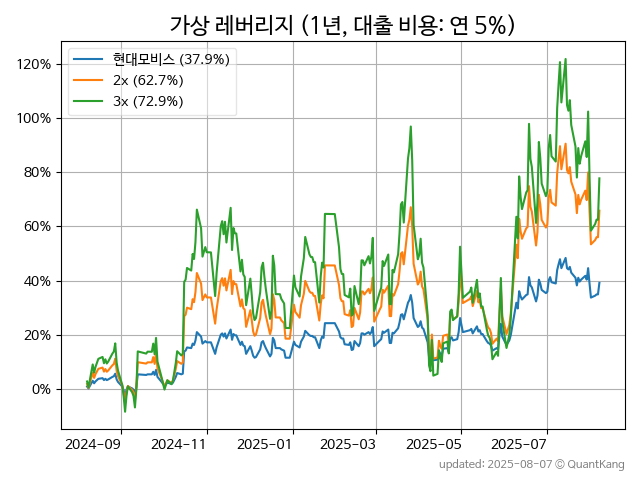 가상 레버리지 (1년, 대출 비용: 연 5%)
현대모비스 (37.9%)
2x (62.7%)
3x (72.9%)
120%
100%
80%
60%
40%
20%
0%
2024-09
2024-11
2025-01
2025-03
2025-05
2025-07
updated: 2025-08-07 © QuantKang